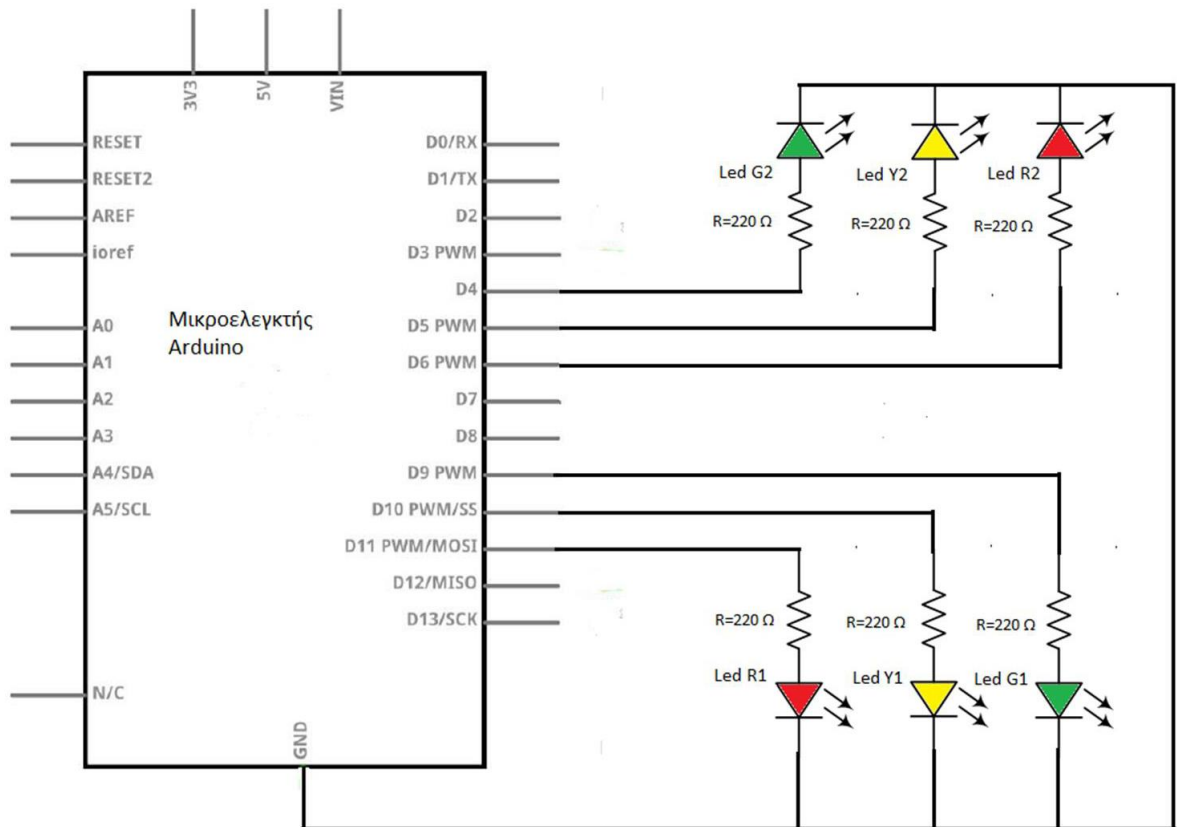 3V3
5V
VIN
RESET
RESET2
AREF
ioref
A0
A1
A2
A3
A4/SDA
A5/SCL
N/C
Μικροελεγκτής
Arduino
D0/RX
D1/TX
D2
D3 PWM
D4
D5 PWM
D6 PWM
D7
D8
D9 PWM
D10 PWM/SS
D11 PWM/MOSI
D12/MISO
D13/SCK
GND
Led G2
Led Y2
Led R2
R=220 Ω
R=220 Ω
R=220 Ω
R=220 Ω
R=220 Ω
R=220 Ω
Led R1
Led Y1
Led G1